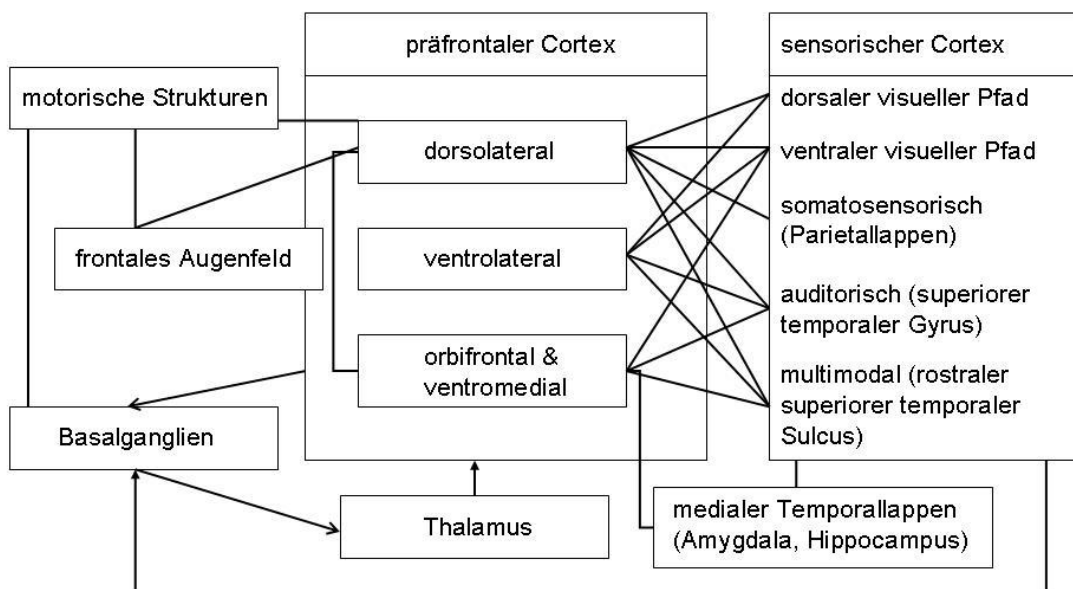 präfrontaler Cortex
sensorischer Cortex
motorische Strukturen
dorsaler visueller Pfad
dorsolateral
ventraler visueller Pfad
somatosensorisch
(Parietallappen)
frontales Augenfeld
ventrolateral
auditorisch (superiorer
temporaler Gyrus)
orbifrontal &
ventromedial
multimodal (rostraler
superiorer temporaler
Sulcus)
Basalganglien
Thalamus
medialer Temporallappen
(Amygdala, Hippocampus)